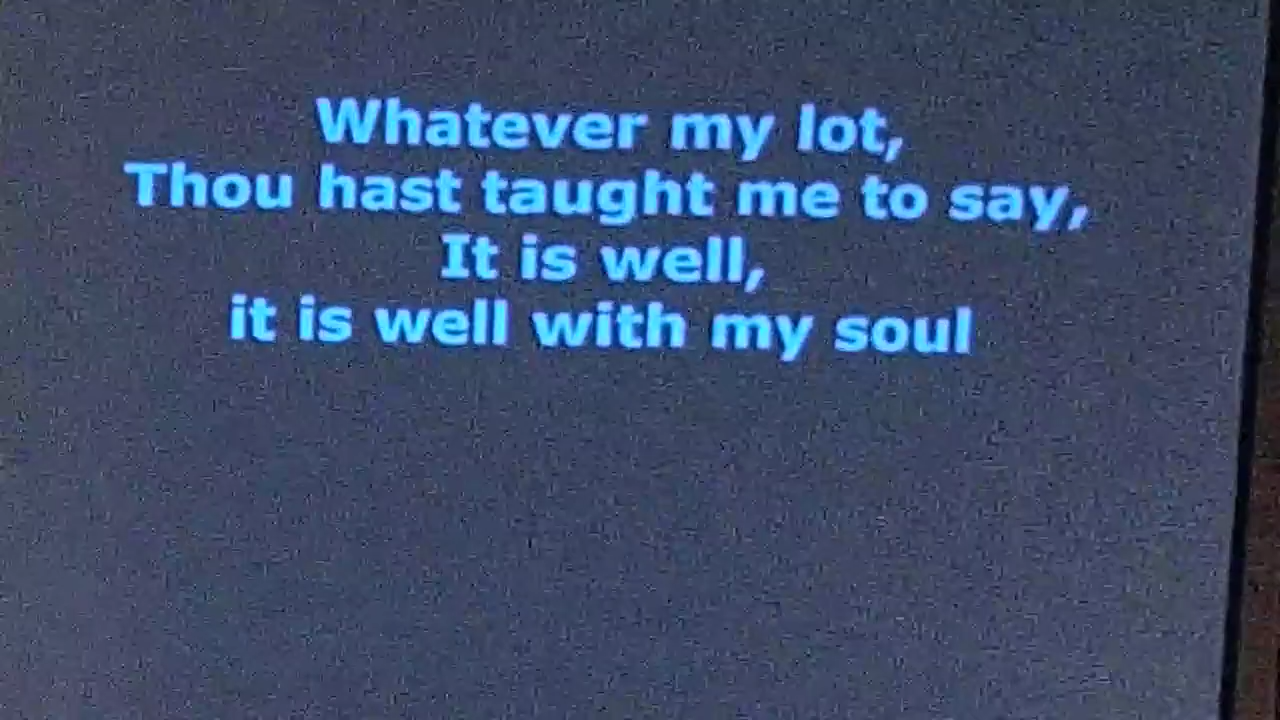 Whatever my lot,
Thou hast taught me to say,
It is well,
it is well with my soul